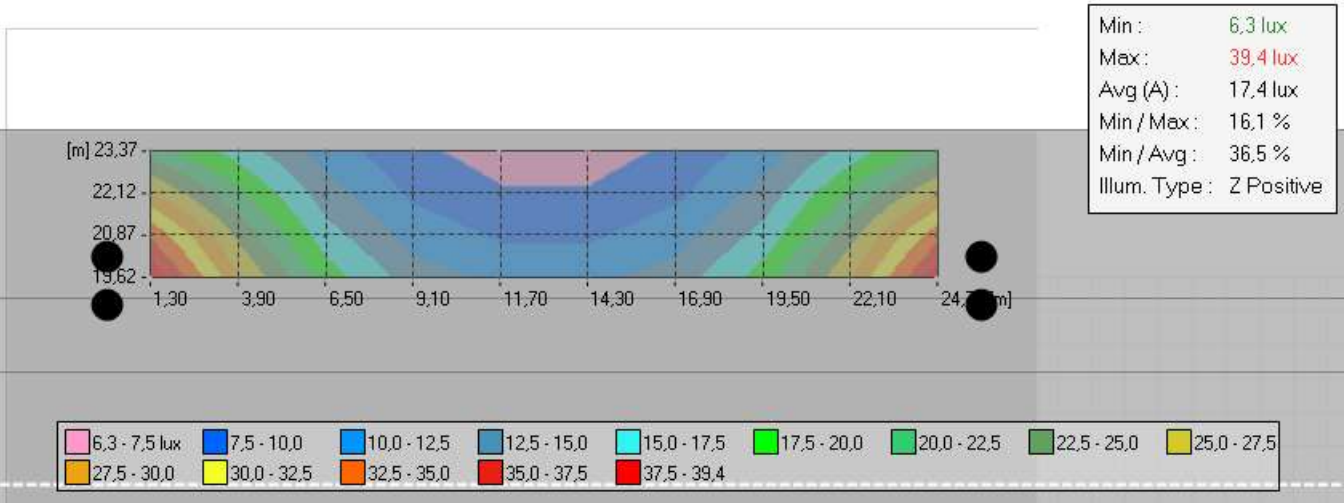 Min : 6,3 lux
Max : 39,4 lux
Avg (A) : 17,4 lux
Min / Max : 16,1 %
Min / Avg : 36,5 %
Illum. Type : Z Positive
[m] 23,37
22,12
20,87
19,62
1,30 3,90 6,50 9,10 11,70 14,30 16,90 19,50 22,10 [m]
6,3 - 7,5 lux 7,5 - 10,0 10,0 - 12,5 12,5 - 15,0 15,0 - 17,5 17,5 - 20,0 20,0 - 22,5 22,5 - 25,0 25,0 - 27,5
27,5 - 30,0 30,0 - 32,5 32,5 - 35,0 35,0 - 37,5 37,5 - 39,4